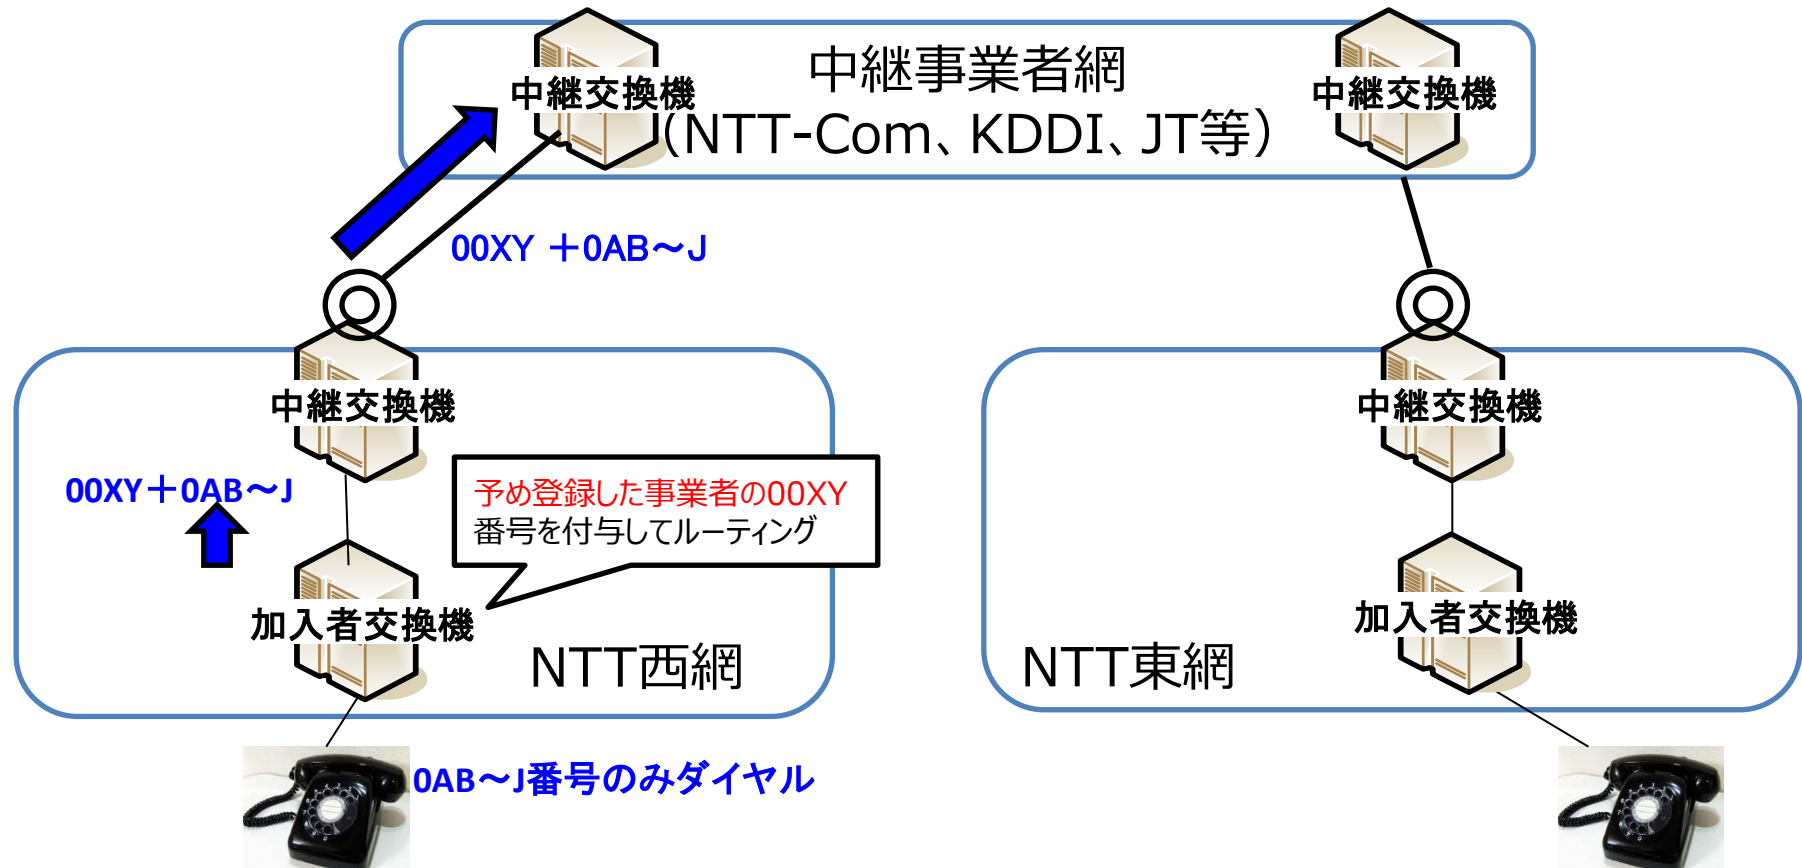 中継事業者網
中継交換機
中継交換機
（NTT-Com、KDDI、JT等）
00XY ＋0AB～J
中継交換機
中継交換機
00XY＋0AB～J
予め登録した事業者の00XY
番号を付与してルーティング
加入者交換機
加入者交換機
NTT西網
NTT東網
0AB～J番号のみダイヤル